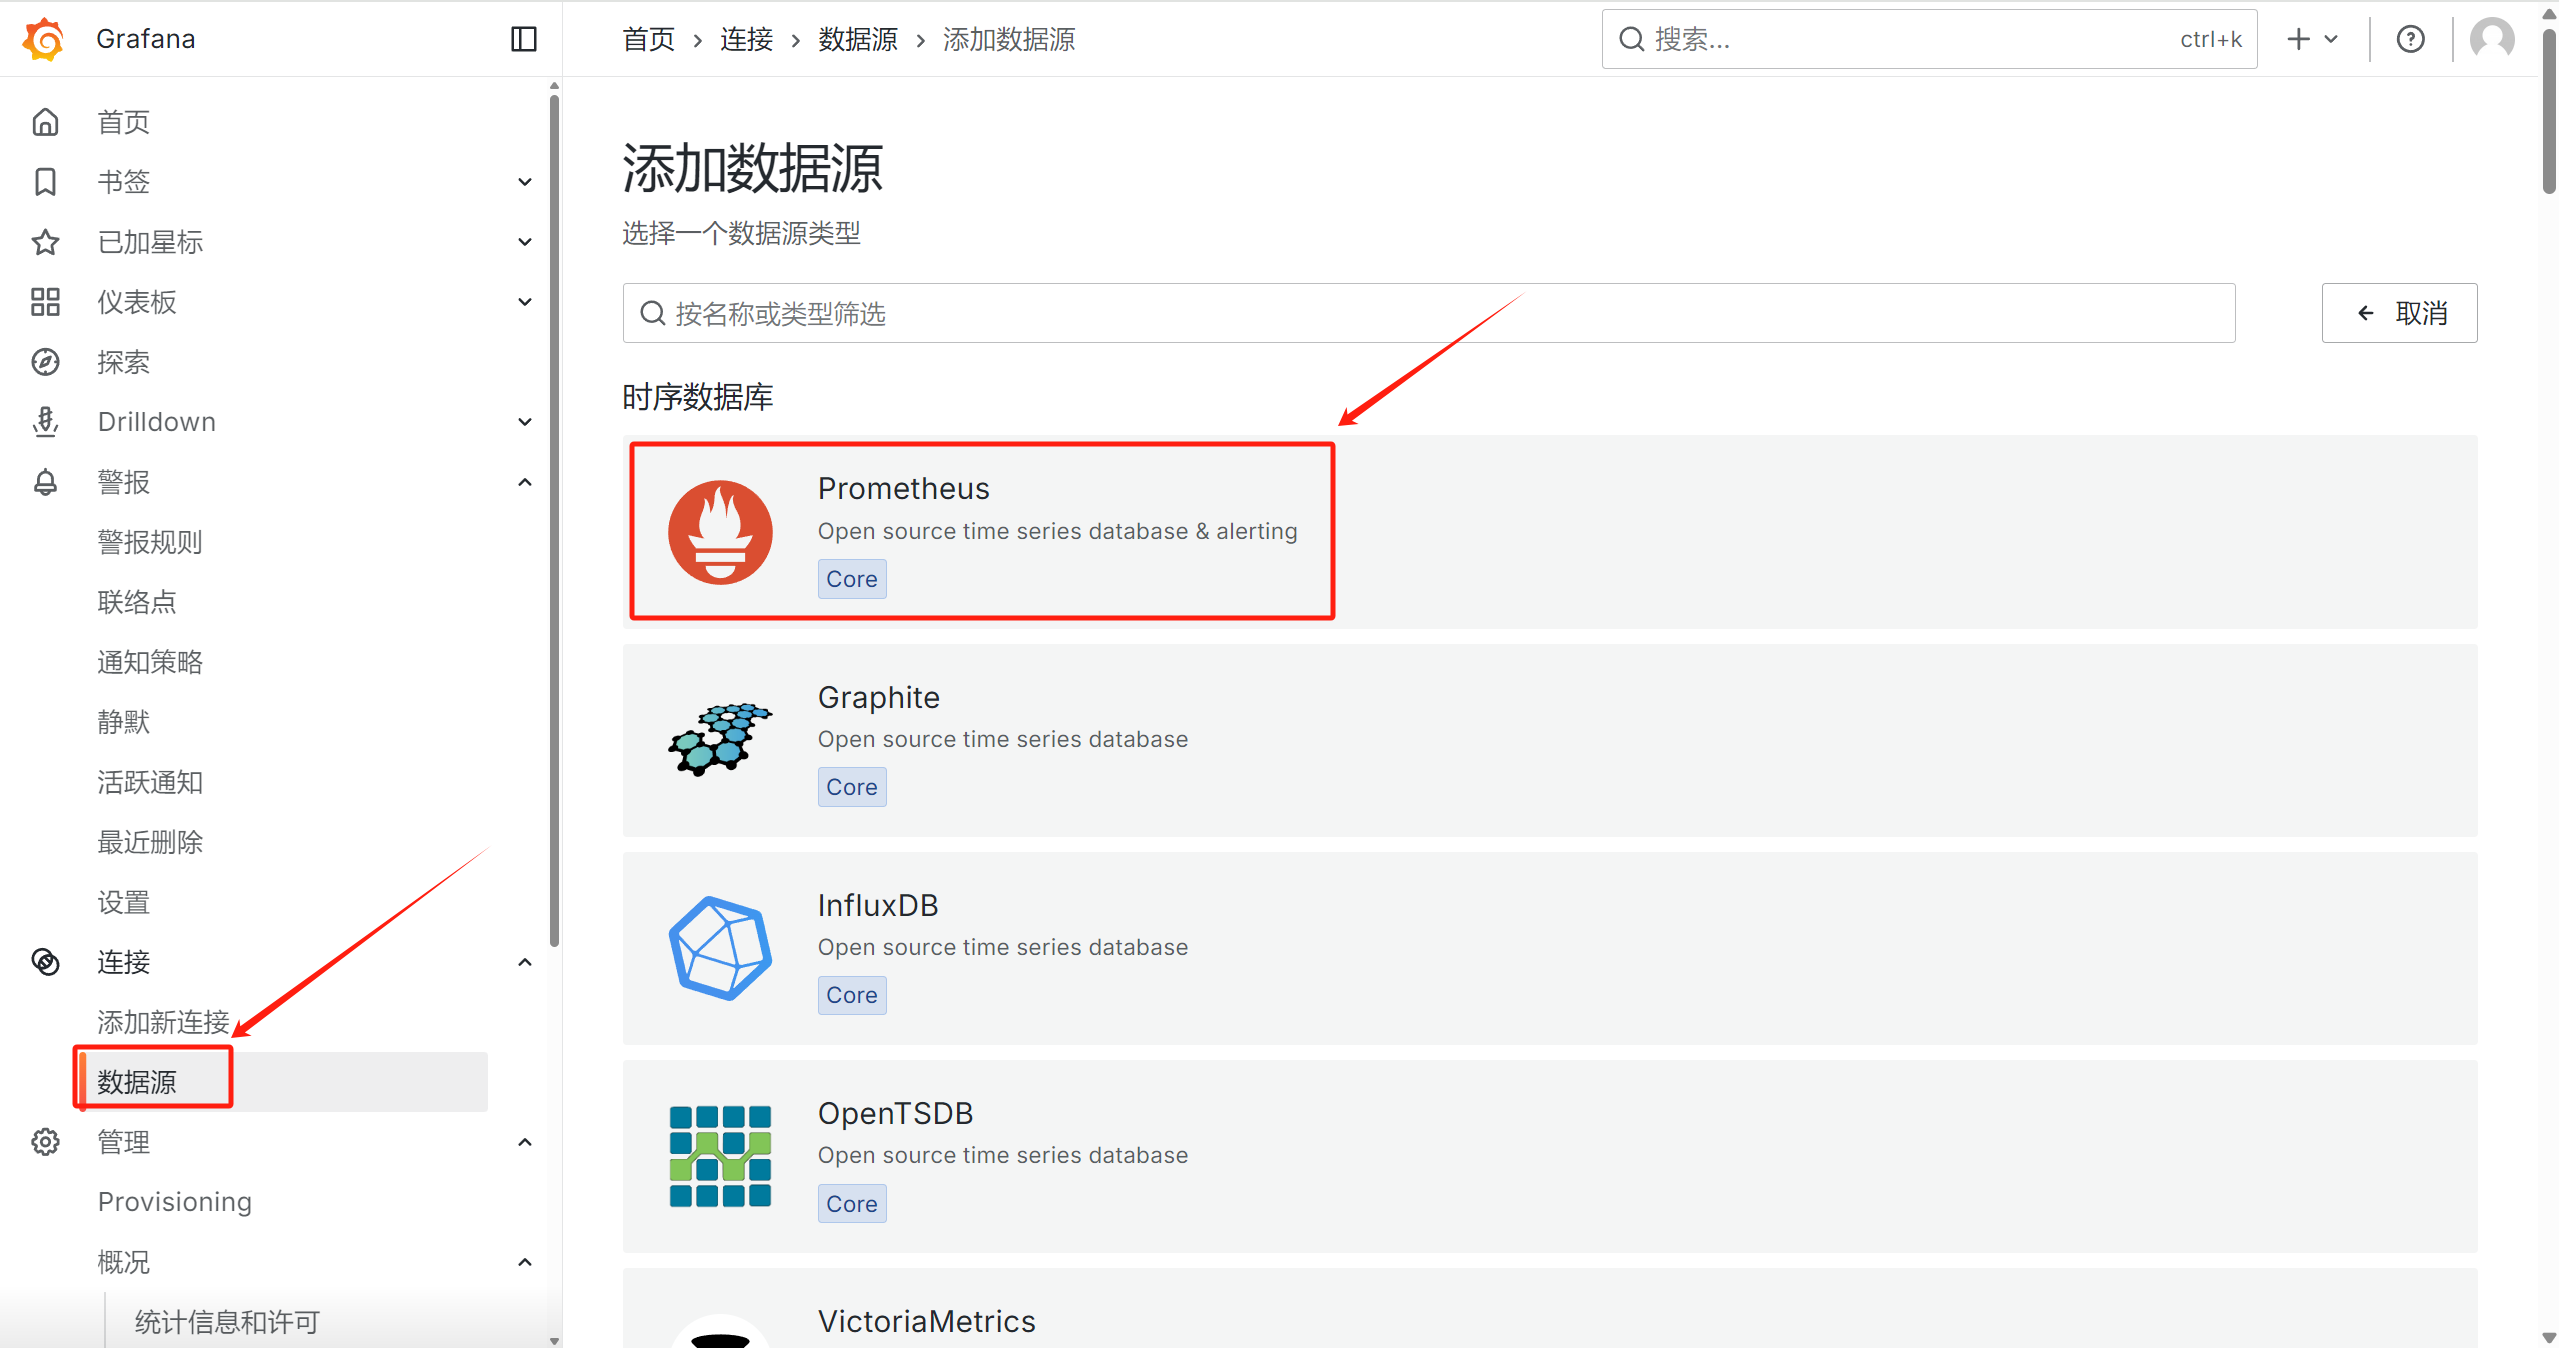 Grafana
首页 › 连接 › 数据源 › 添加数据源
搜索...
ctrl+k
首页
书签
已加星标
仪表板
探索
Drilldown
警报
警报规则
联络点
通知策略
静默
活跃通知
最近删除
设置
连接
添加新连接
数据源
管理
Provisioning
概况
统计信息和许可
添加数据源
选择一个数据源类型
按名称或类型筛选
取消
时序数据库
Prometheus
Open source time series database & alerting
Core
Graphite
Open source time series database
Core
InfluxDB
Open source time series database
Core
OpenTSDB
Open source time series database
Core
VictoriaMetrics